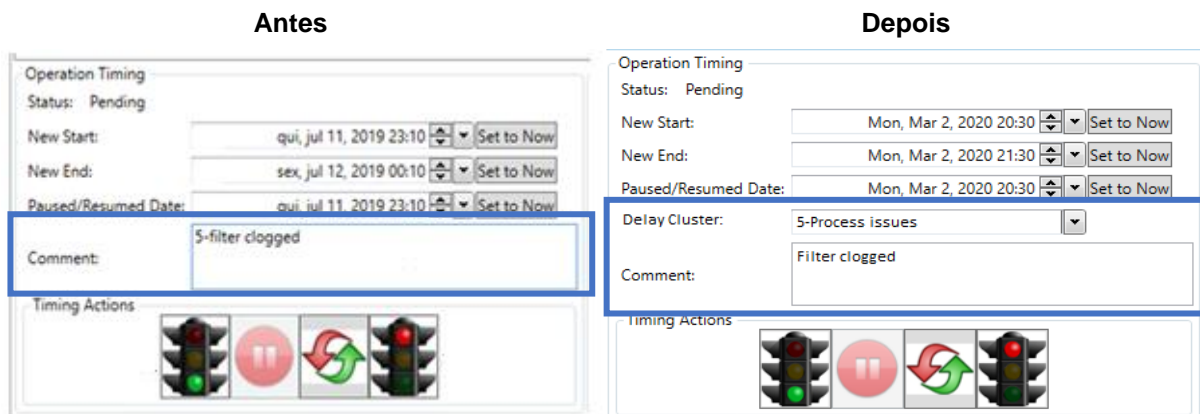 Antes
Operation Timing
Status: Pending
New Start: qui, jul 11, 2019 23:10 Set to Now
New End: sex, jul 12, 2019 00:10 Set to Now
Paused/Resumed Date: qui, jul 11, 2019 23:10 Set to Now
Comment: 5-filter clogged
Timing Actions
Depois
Operation Timing
Status: Pending
New Start: Mon, Mar 2, 2020 20:30 Set to Now
New End: Mon, Mar 2, 2020 21:30 Set to Now
Paused/Resumed Date: Mon, Mar 2, 2020 20:30 Set to Now
Delay Cluster: 5-Process issues
Comment: Filter clogged
Timing Actions